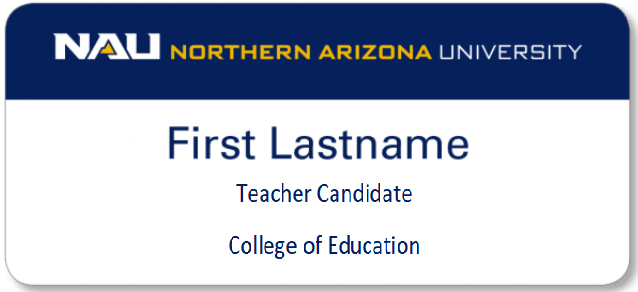 NAU NORTHERN ARIZONA UNIVERSITY
First Lastname
Teacher Candidate
College of Education